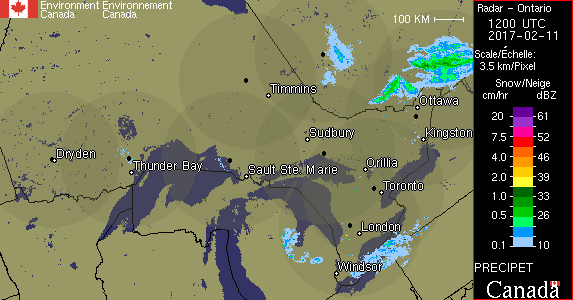 Environment Environnement
Canada Canada
100 KM
Radar - Ontario
1200 UTC
2017-02-11
Scale/Échelle:
3.5 km/Pixel
Snow/Neige
cm/hr dBZ
20 61
7.5 52
4.0 46
2.0 39
1.0 33
0.5 26
0.1 10
PRECIPET
Canada
Timmins
Ottawa
Sudbury
Kingston
Dryden
Thunder Bay
Sault Ste. Marie
Orillia
Toronto
London
Windsor